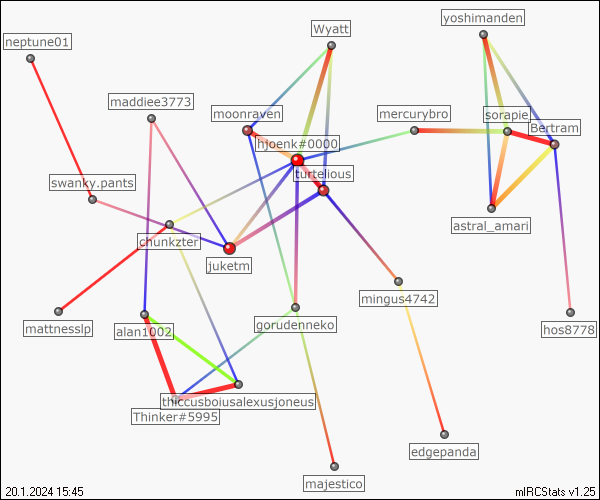 yoshimanden
Wyatt
neptune01
maddiee3773
moonraven
mercurybro
sorapie
Bertram
hjoenk#0000
turtelious
swanky.pants
astral_amari
chunkzter
juketm
mingus4742
mattnesslp
alan1002
gorudenneko
hos8778
thiccusboiusalexusjoneus
Thinker#5995
edgepanda
majestico
20.1.2024 15:45
mIRCStats v1.25